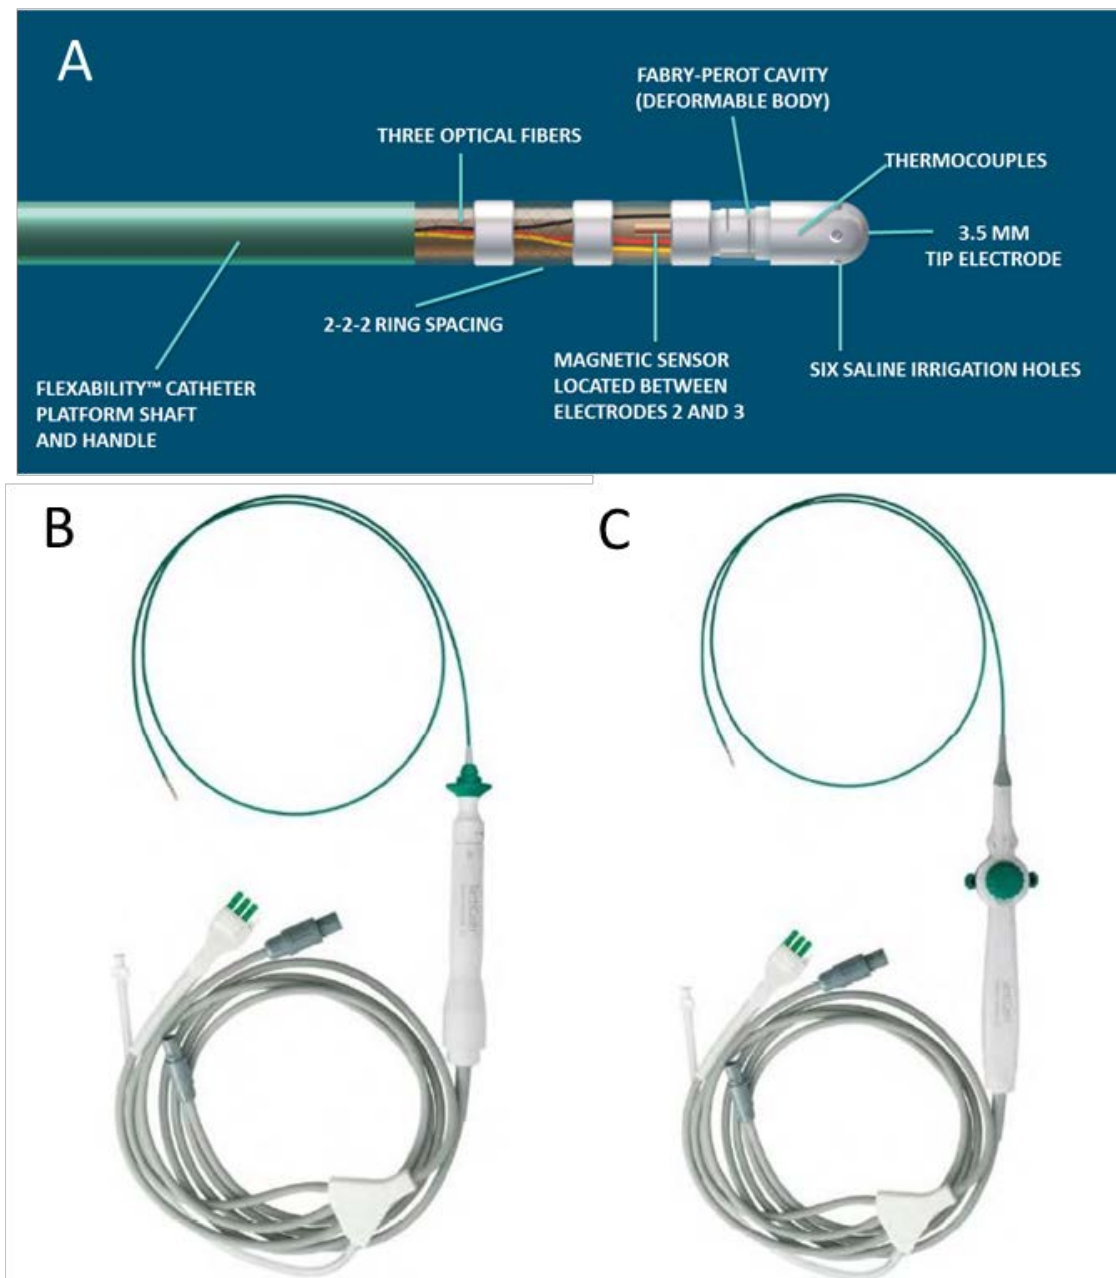 A
FABRY-PEROT CAVITY
(DEFORMABLE BODY)
THREE OPTICAL FIBERS
THERMOCOUPLES
3.5 MM
TIP ELECTRODE
2-2-2 RING SPACING
MAGNETIC SENSOR
LOCATED BETWEEN
ELECTRODES 2 AND 3
SIX SALINE IRRIGATION HOLES
FLEXABILITY™ CATHETER
PLATFORM SHAFT
AND HANDLE
B
C